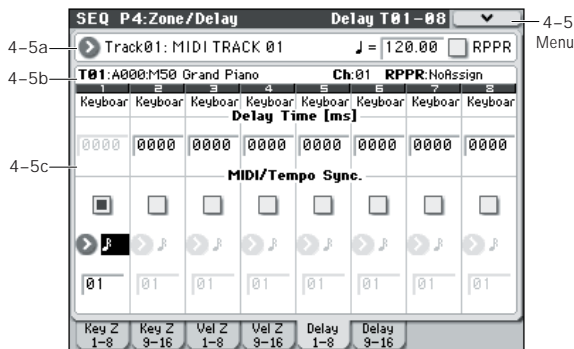 SEQ P4:Zone/Delay Delay T01-08
4-5
Menu
4-5a
Track01: MIDI TRACK 01 ♩ = 120.00 RPPR
4-5b
T01:A000:M50 Grand Piano Ch:01 RPPR:NoAssign
1 2 3 4 5 6 7 8
Keyboar Keyboar Keyboar Keyboar Keyboar Keyboar Keyboar Keyboar
Delay Time [ms]
0000 0000 0000 0000 0000 0000 0000 0000
4-5c
MIDI/Tempo Sync.
01 01 01 01 01 01 01 01
Key Z 1-8 Key Z 9-16 Vel Z 1-8 Vel Z 9-16 Delay 1-8 Delay 9-16